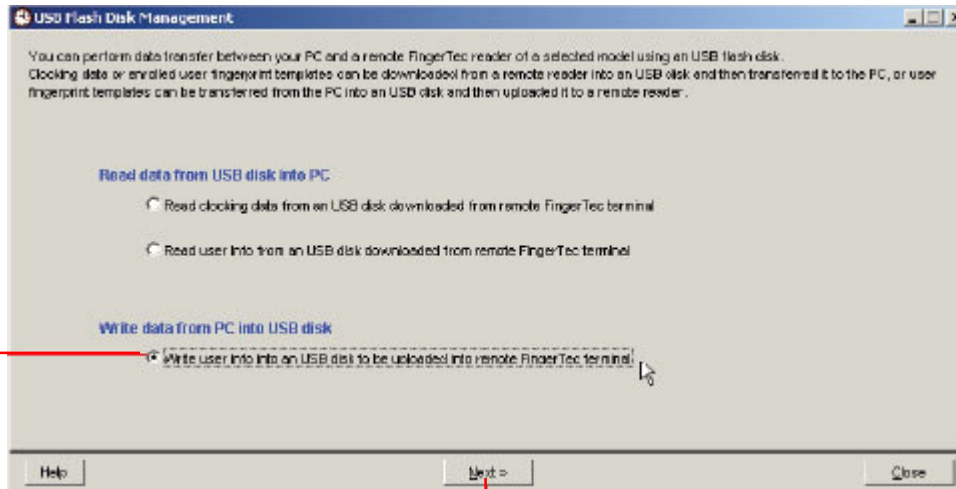 USB Flash Disk Management
You can perform data transfer between your PC and a remote FingerTec reader of a selected model using an USB flash disk.
Clocking data or enrolled user fingerprint templates can be downloaded from a remote reader into an USB disk and then transferred it to the PC, or user
fingerprint templates can be transferred from the PC into an USB disk and then uploaded it to a remote reader.
Read data from USB disk into PC
Read clocking data from an USB disk downloaded from remote FingerTec terminal
Read user info from an USB disk downloaded from remote FingerTec terminal
Write data from PC into USB disk
Write user info into an USB disk to be uploaded into remote FingerTec terminal
Help Next > Close